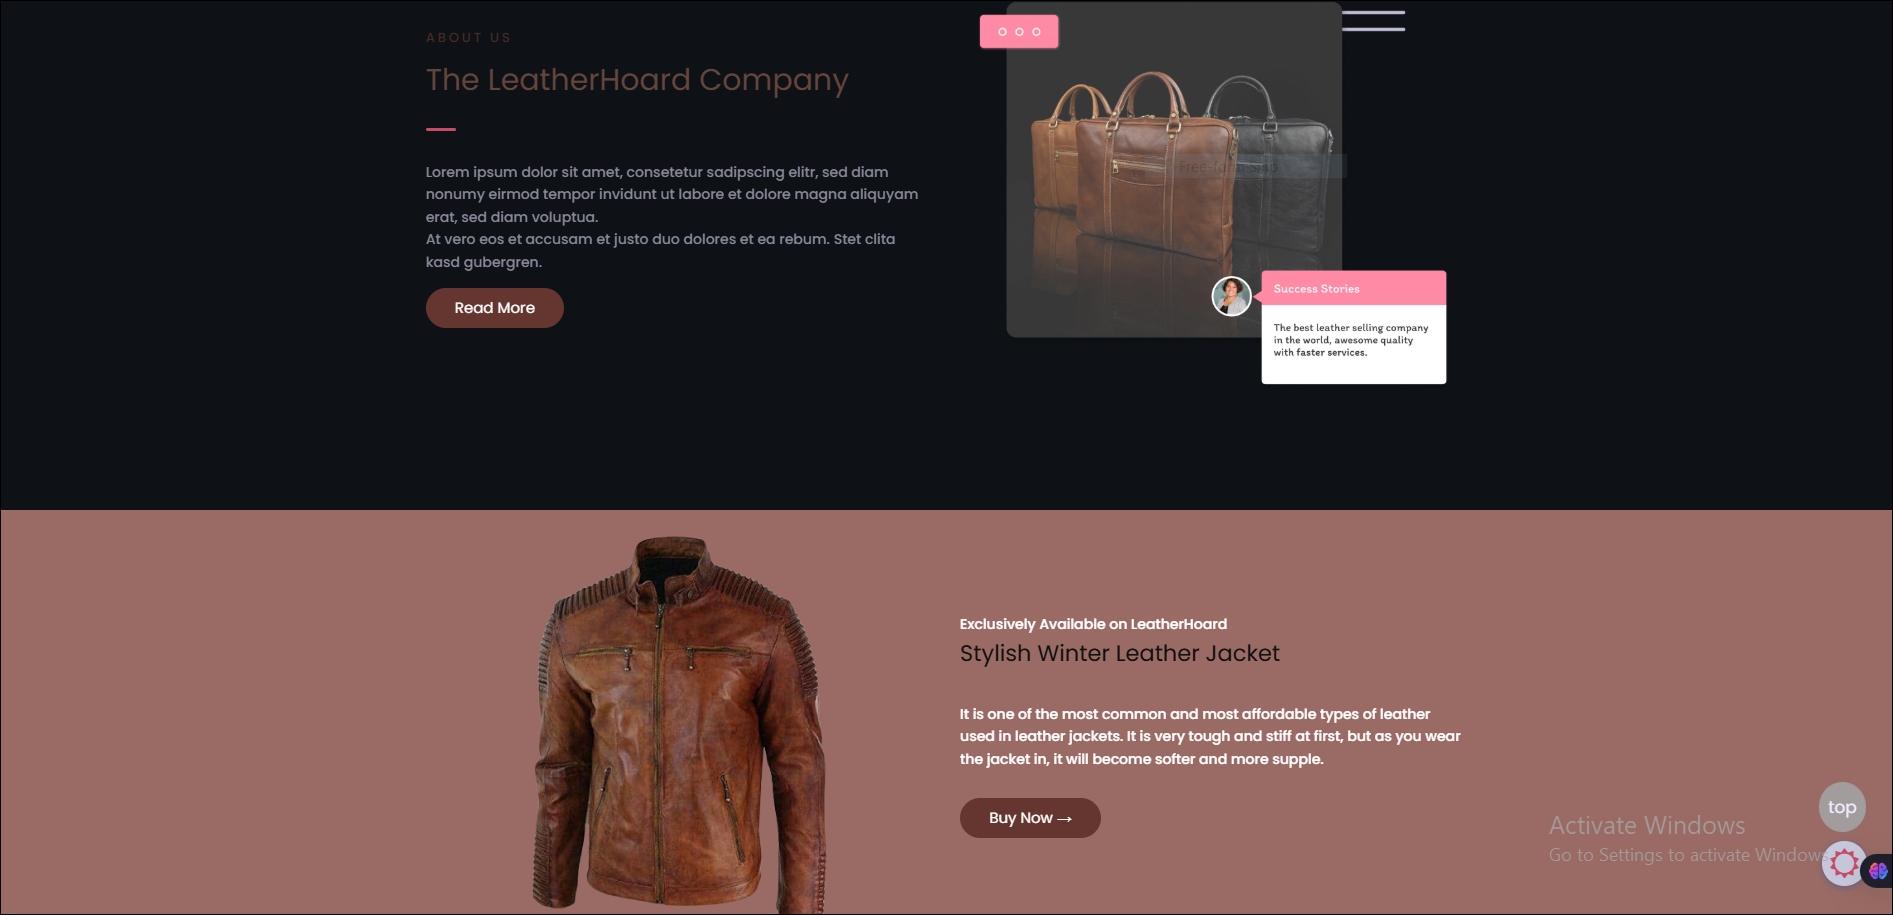 ABOUT US
The LeatherHoard Company
Lorem ipsum dolor sit amet, consetetur sadipscing elitr, sed diam
nonumy eirmod tempor invidunt ut labore et dolore magna aliquyam
erat, sed diam voluptua.
At vero eos et accusam et justo duo dolores et ea rebum. Stet clita
kasd gubergren.
Read More
Success Stories
The best leather selling company
in the world, awesome quality
with faster services.
Exclusively Available on LeatherHoard
Stylish Winter Leather Jacket
It is one of the most common and most affordable types of leather
used in leather jackets. It is very tough and stiff at first, but as you wear
the jacket in, it will become softer and more supple.
Buy Now →
top
Activate Windows
Go to Settings to activate Windows